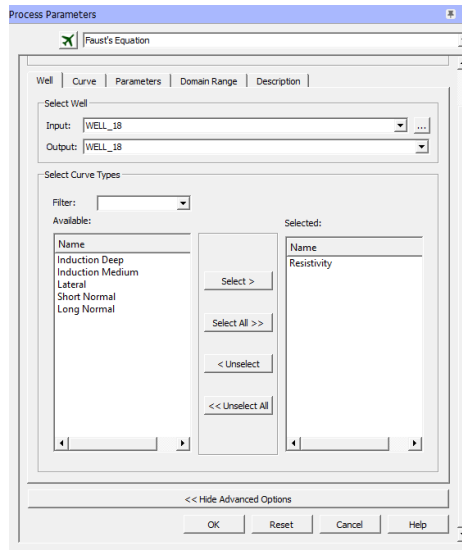 Process Parameters
Faust's Equation
Well Curve Parameters Domain Range Description
Select Well
Input: WELL_18 ...
Output: WELL_18
Select Curve Types
Filter:
Available: Selected:
Name Name
Induction Deep Resistivity
Induction Medium
Lateral Select >
Short Normal
Long Normal
Select All >>
< Unselect
<< Unselect All
<< Hide Advanced Options
OK Reset Cancel Help